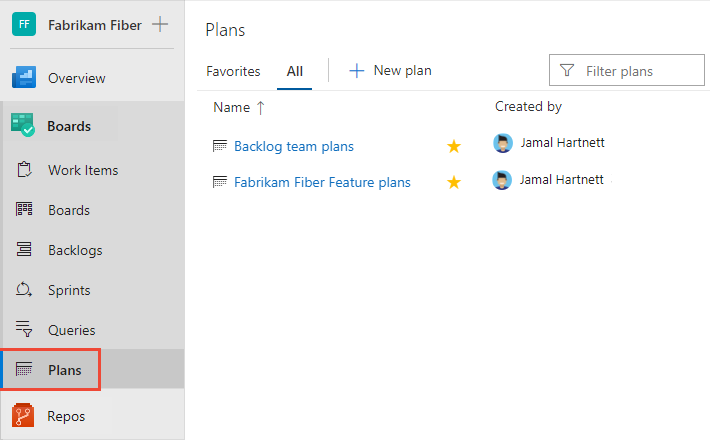 FF Fabrikam Fiber
Overview
Boards
Work Items
Boards
Backlogs
Sprints
Queries
Plans
Repos
Plans
Favorites All New plan Filter plans
Name Created by
Backlog team plans Jamal Hartnett
Fabrikam Fiber Feature plans Jamal Hartnett